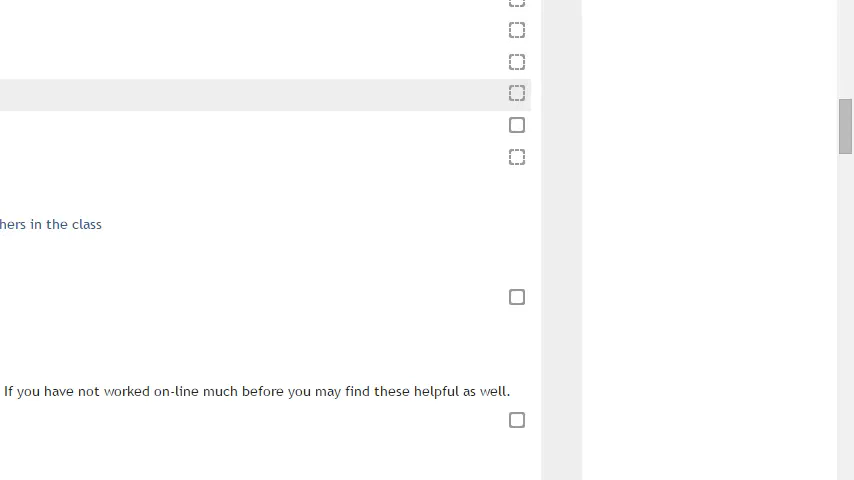 hers in the class
If you have not worked on-line much before you may find these helpful as well.